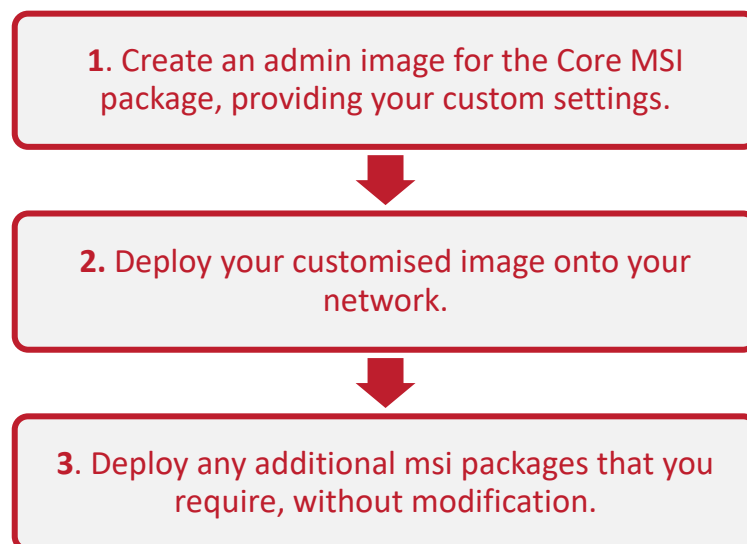 1. Create an admin image for the Core MSI
package, providing your custom settings.
2. Deploy your customised image onto your
network.
3. Deploy any additional msi packages that you
require, without modification.